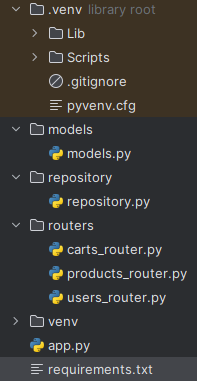 .venv library root
Lib
Scripts
.gitignore
pyvenv.cfg
models
models.py
repository
repository.py
routers
carts_router.py
products_router.py
users_router.py
venv
app.py
requirements.txt